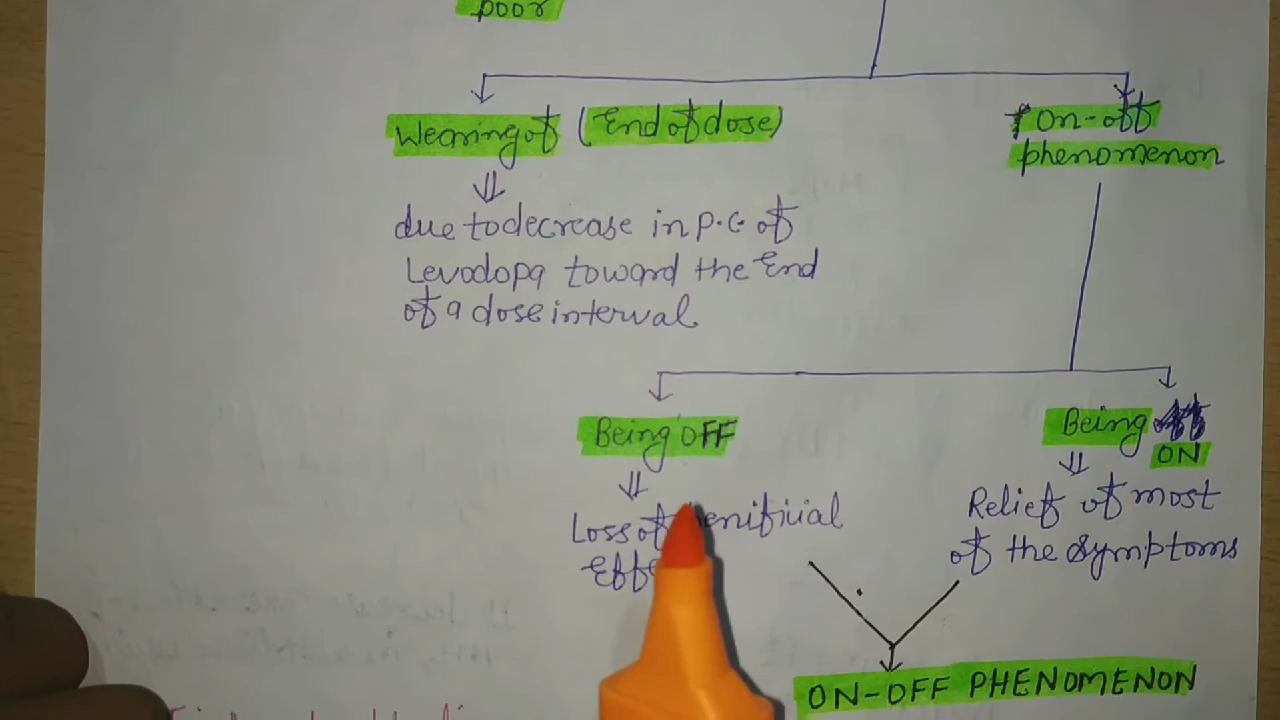 poor
Wearing of (End of dose)
on-off
phenomenon
due to decrease in p.c. of
Levodopa toward the End
of a dose interval
Being OFF
Being
ON
Loss of benificial
Relief of most
of the symptoms
ON-OFF PHENOMENON